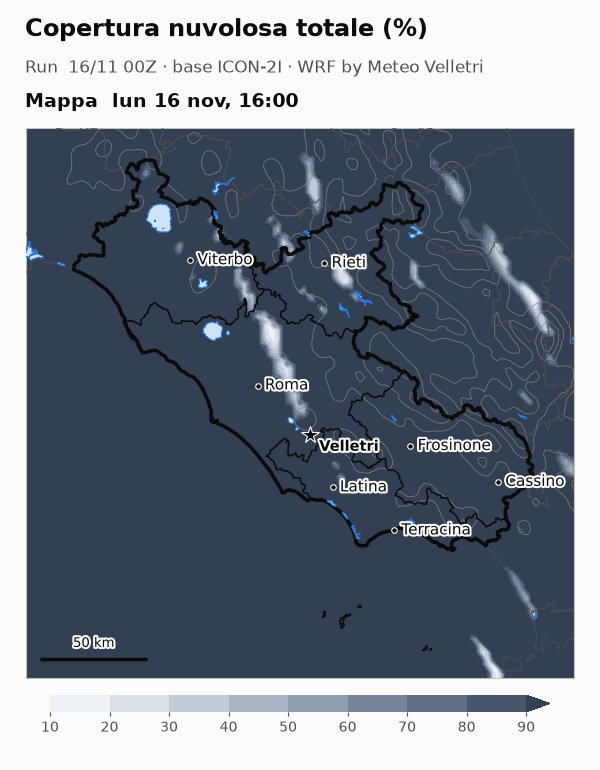 Copertura nuvolosa totale (%)
Run  16/11 00Z · base ICON-2I · WRF by Meteo Velletri
Mappa  lun 16 nov, 16:00
Viterbo
Rieti
Roma
Velletri
Frosinone
Cassino
Latina
Terracina
50 km
10 20 30 40 50 60 70 80 90